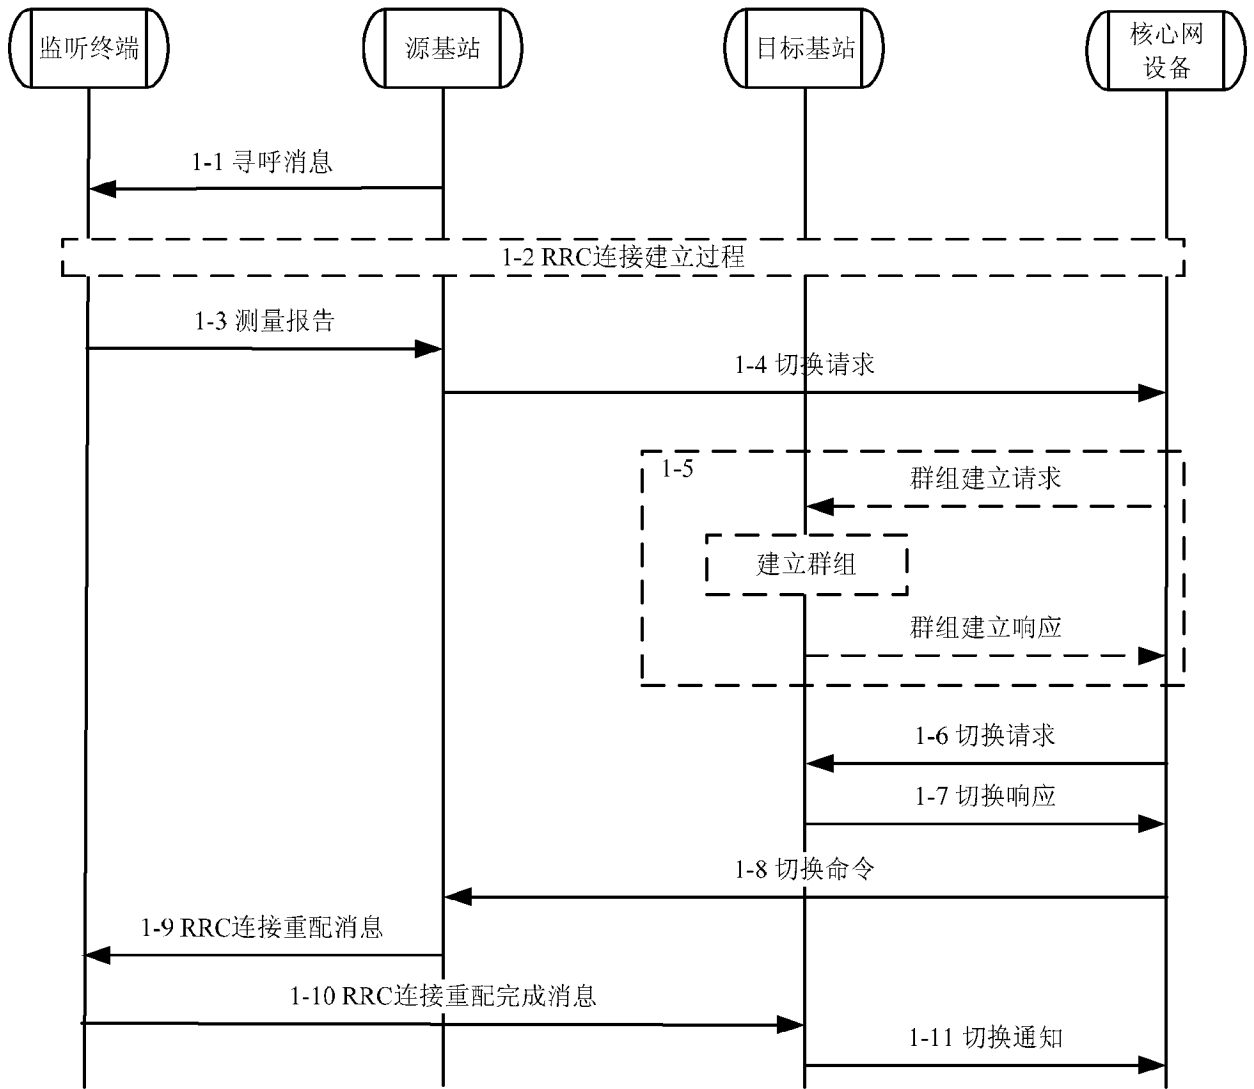 监听终端
源基站
目标基站
核心网
设备
1-1 寻呼消息
1-2 RRC连接建立过程
1-3 测量报告
1-4 切换请求
1-5
群组建立请求
建立群组
群组建立响应
1-6 切换请求
1-7 切换响应
1-8 切换命令
1-9 RRC连接重配消息
1-10 RRC连接重配完成消息
1-11 切换通知